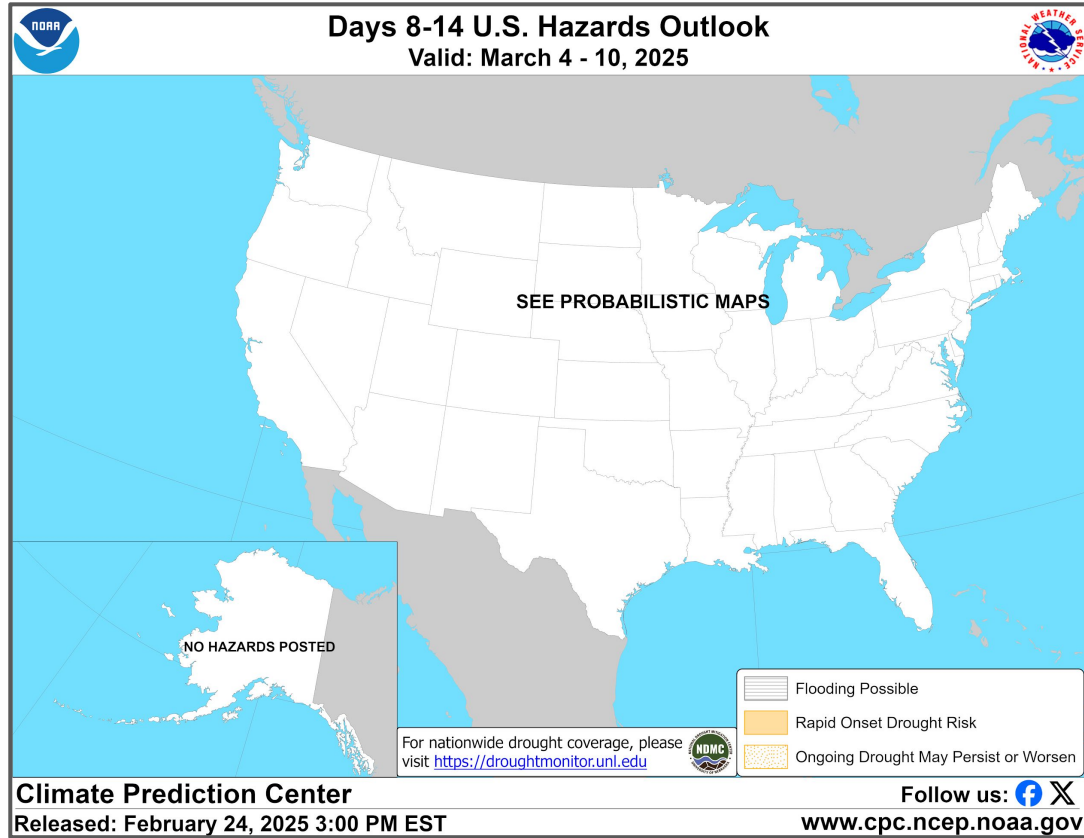 NOAA
Days 8-14 U.S. Hazards Outlook
Valid: March 4 - 10, 2025
NATIONAL WEATHER SERVICE
SEE PROBABILISTIC MAPS
NO HAZARDS POSTED
Flooding Possible
Rapid Onset Drought Risk
Ongoing Drought May Persist or Worsen
For nationwide drought coverage, please
visit https://droughtmonitor.unl.edu
NDMC
Climate Prediction Center
Follow us:
Released: February 24, 2025 3:00 PM EST
www.cpc.ncep.noaa.gov